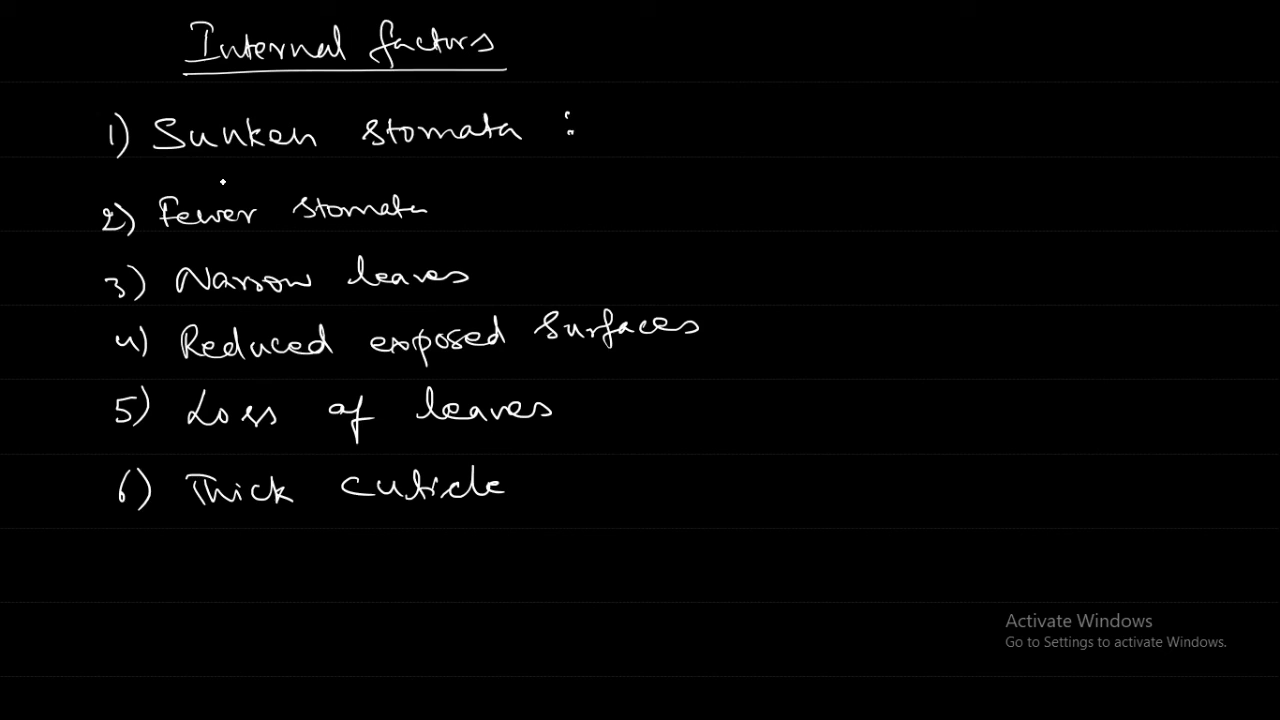 Internal factors
1) Sunken stomata :
2) Fewer stomata
3) Narrow leaves
4) Reduced exposed surfaces
5) Loss of leaves
6) Thick cuticle
Activate Windows
Go to Settings to activate Windows.